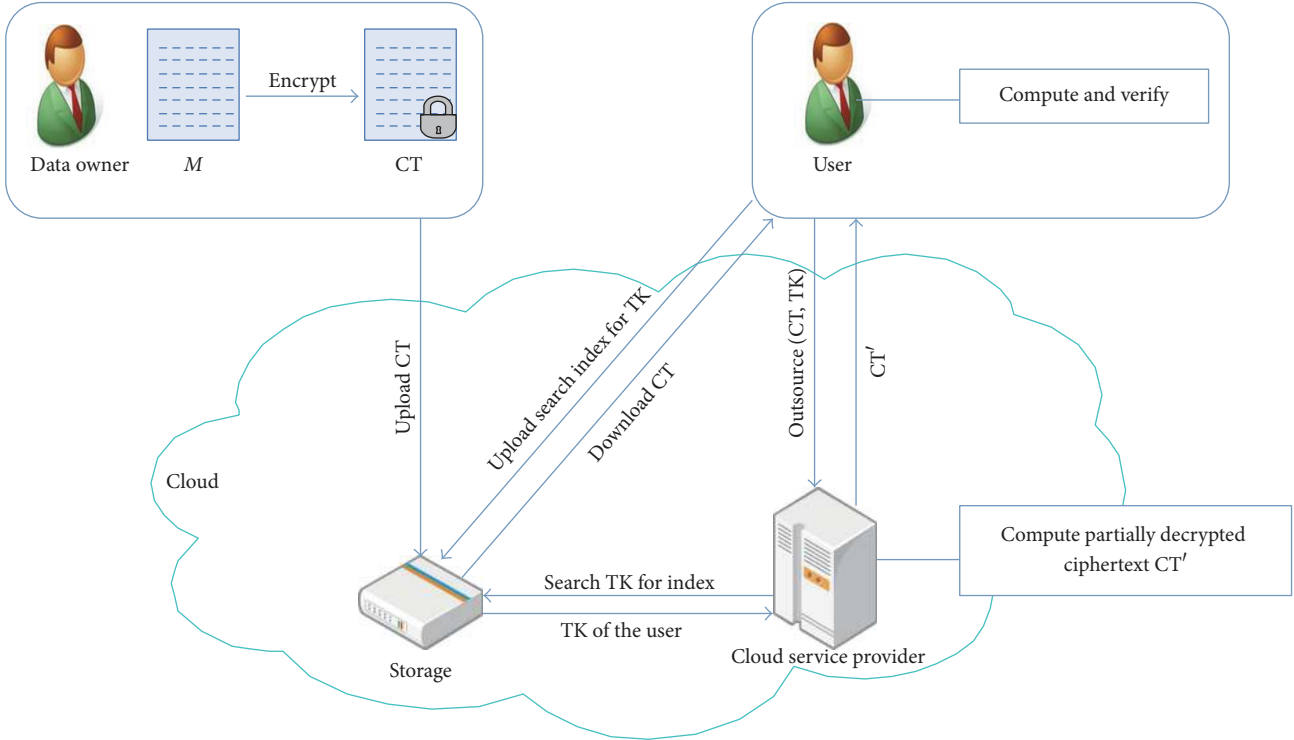 Encrypt
Data owner
M
CT
Compute and verify
User
Upload CT
Upload search index for TK
Download CT
Outsource (CT, TK)
CT′
Cloud
Compute partially decrypted
ciphertext CT′
Search TK for index
TK of the user
Storage
Cloud service provider